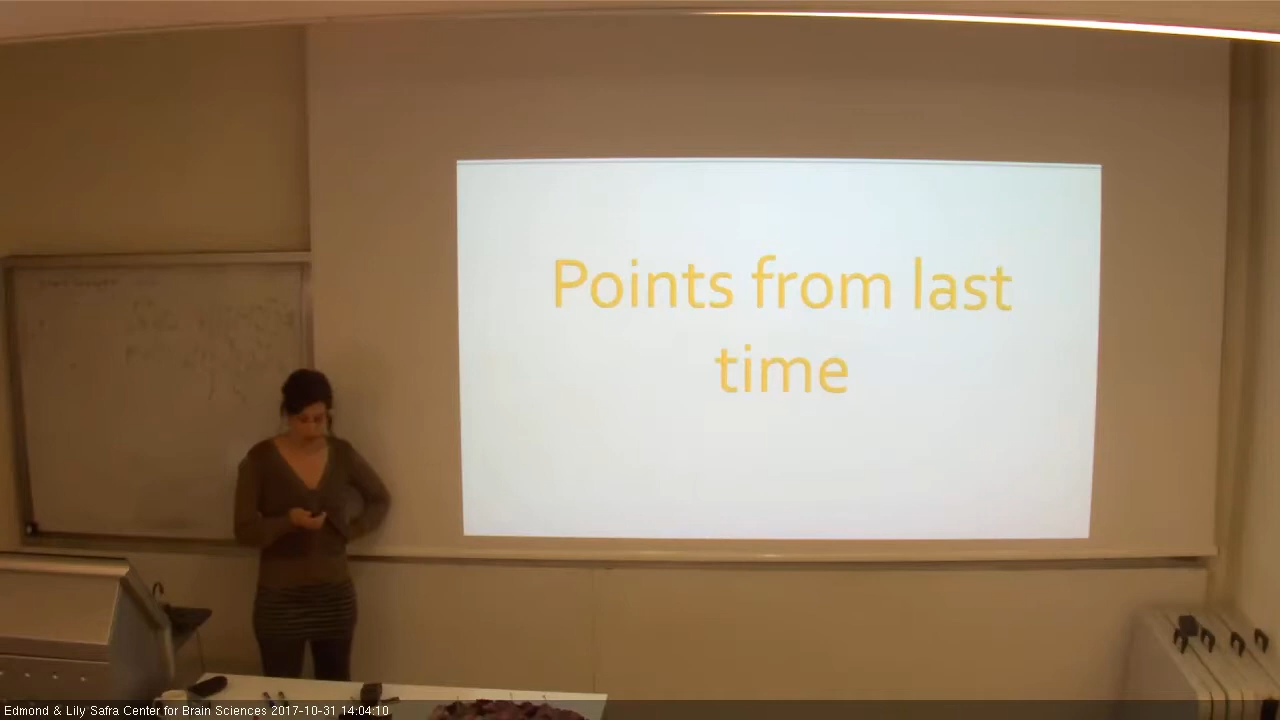 Points from last
time
Edmond & Lily Safra Center for Brain Sciences 2017-10-31 14:04:10